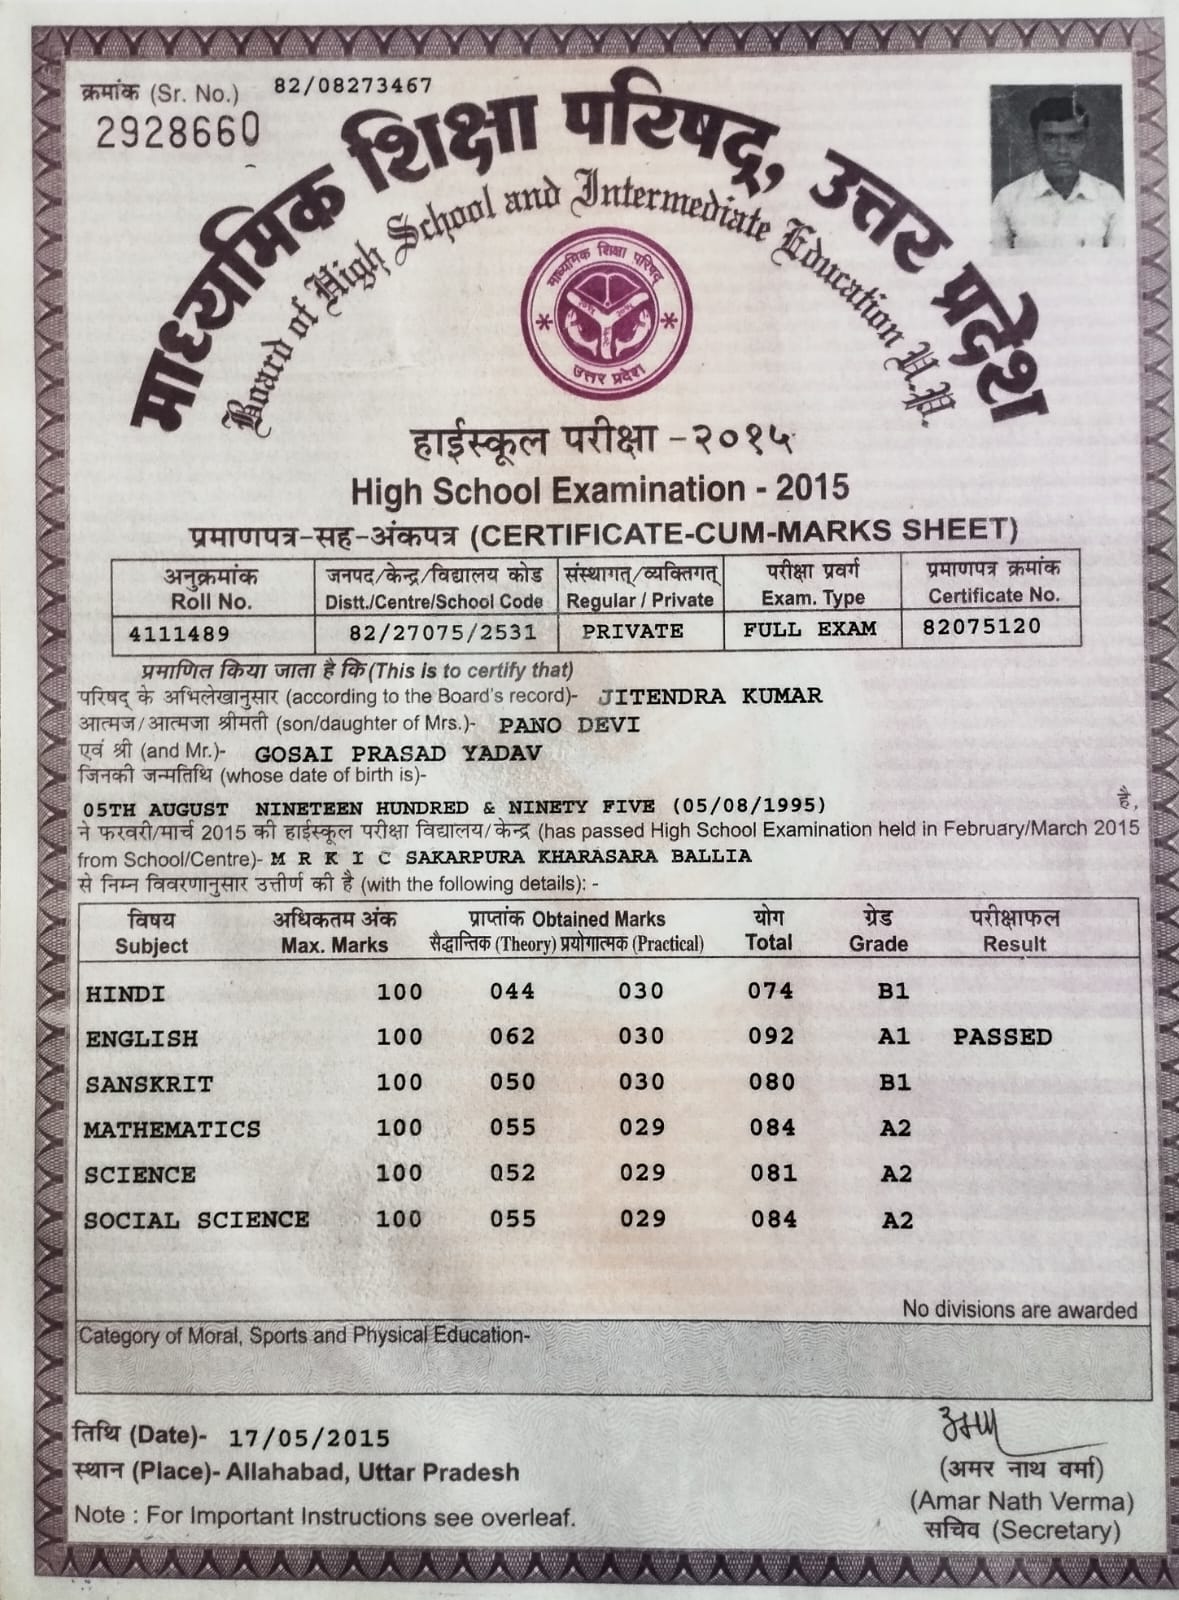 क्रमांक (Sr. No.) 82/08273467
2928660
माध्यमिक शिक्षा परिषद्, उत्तर प्रदेश
Board of High School and Intermediate Education U.P.
माध्यमिक शिक्षा परिषद्
उत्तर प्रदेश
हाईस्कूल परीक्षा - २०१५
High School Examination - 2015
प्रमाणपत्र-सह-अंकपत्र (CERTIFICATE-CUM-MARKS SHEET)
अनुक्रमांक जनपद/केन्द्र/विद्यालय कोड संस्थागत्/व्यक्तिगत् परीक्षा प्रवर्ग प्रमाणपत्र क्रमांक
Roll No. Distt./Centre/School Code Regular / Private Exam. Type Certificate No.
4111489 82/27075/2531 PRIVATE FULL EXAM 82075120
प्रमाणित किया जाता है कि (This is to certify that)
परिषद् के अभिलेखानुसार (according to the Board's record)- JITENDRA KUMAR
आत्मज/आत्मजा श्रीमती (son/daughter of Mrs.)- PANO DEVI
एवं श्री (and Mr.)- GOSAI PRASAD YADAV
जिनकी जन्मतिथि (whose date of birth is)-
05TH AUGUST NINETEEN HUNDRED & NINETY FIVE (05/08/1995) है,
ने फरवरी/मार्च 2015 की हाईस्कूल परीक्षा विद्यालय/केन्द्र (has passed High School Examination held in February/March 2015
from School/Centre)- M R K I C SAKARPURA KHARASARA BALLIA
से निम्न विवरणानुसार उत्तीर्ण की है (with the following details): -
विषय अधिकतम अंक प्राप्तांक Obtained Marks योग ग्रेड परीक्षाफल
Subject Max. Marks सैद्धान्तिक (Theory) प्रयोगात्मक (Practical) Total Grade Result
HINDI 100 044 030 074 B1
ENGLISH 100 062 030 092 A1 PASSED
SANSKRIT 100 050 030 080 B1
MATHEMATICS 100 055 029 084 A2
SCIENCE 100 052 029 081 A2
SOCIAL SCIENCE 100 055 029 084 A2
No divisions are awarded
Category of Moral, Sports and Physical Education-
तिथि (Date)- 17/05/2015
स्थान (Place)- Allahabad, Uttar Pradesh
(अमर नाथ वर्मा)
(Amar Nath Verma)
Note : For Important Instructions see overleaf.
सचिव (Secretary)